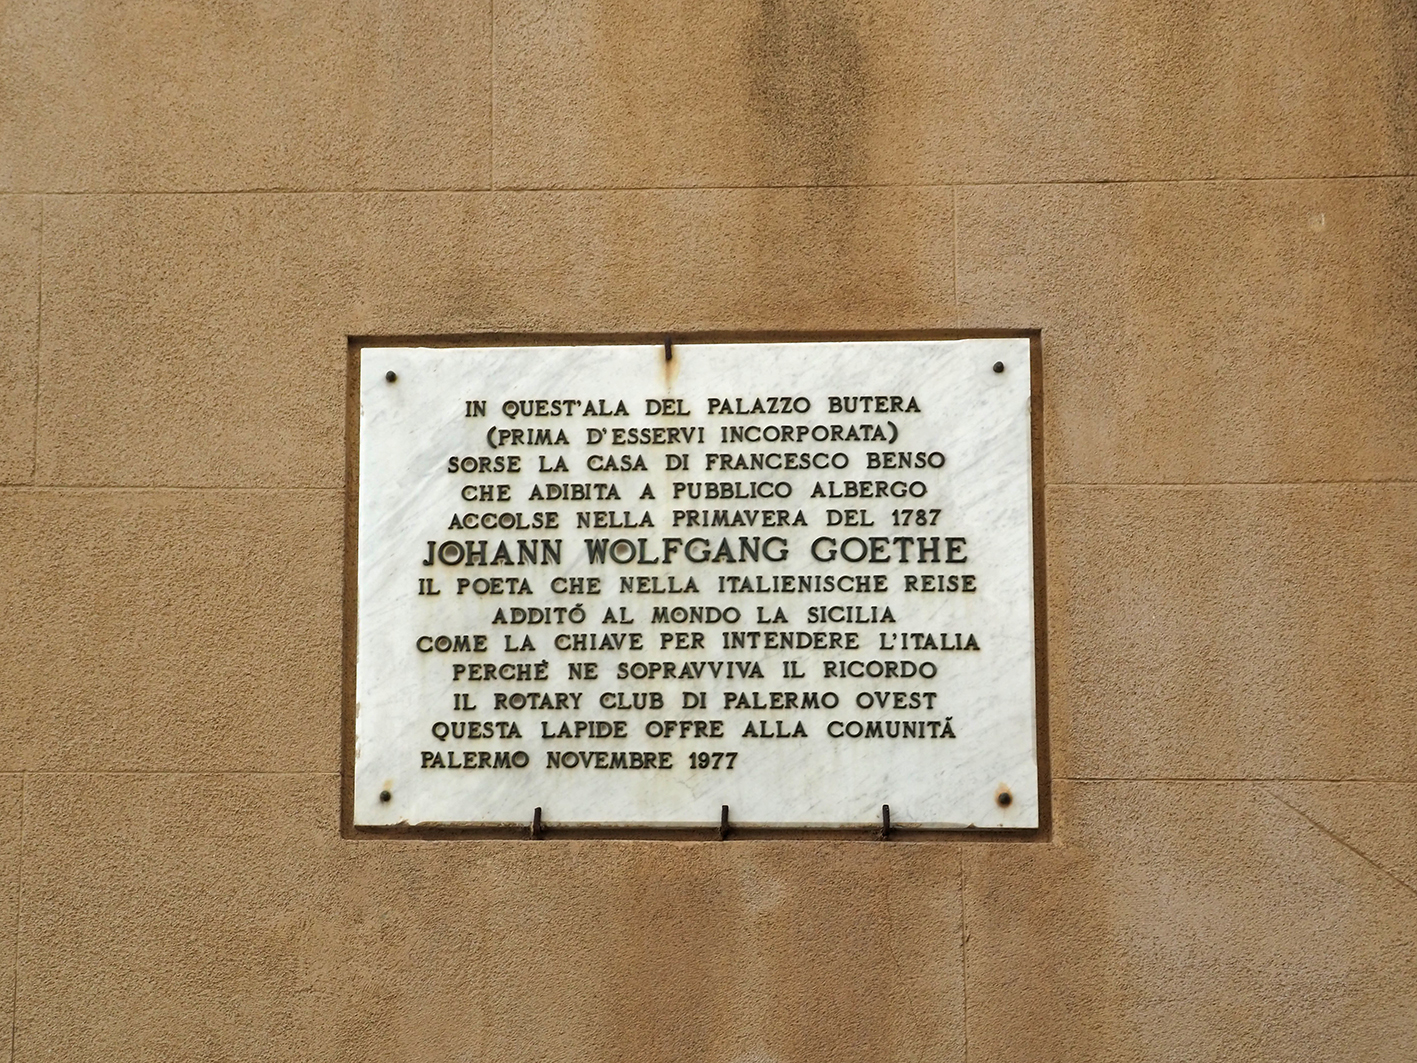 IN QUEST'ALA DEL PALAZZO BUTERA
(PRIMA D'ESSERVI INCORPORATA)
SORSE LA CASA DI FRANCESCO BENSO
CHE ADIBITA A PUBBLICO ALBERGO
ACCOLSE NELLA PRIMAVERA DEL 1787
JOHANN WOLFGANG GOETHE
IL POETA CHE NELLA ITALIENISCHE REISE
ADDITÓ AL MONDO LA SICILIA
COME LA CHIAVE PER INTENDERE L'ITALIA
PERCHÈ NE SOPRAVVIVA IL RICORDO
IL ROTARY CLUB DI PALERMO OVEST
QUESTA LAPIDE OFFRE ALLA COMUNITÁ
PALERMO NOVEMBRE 1977